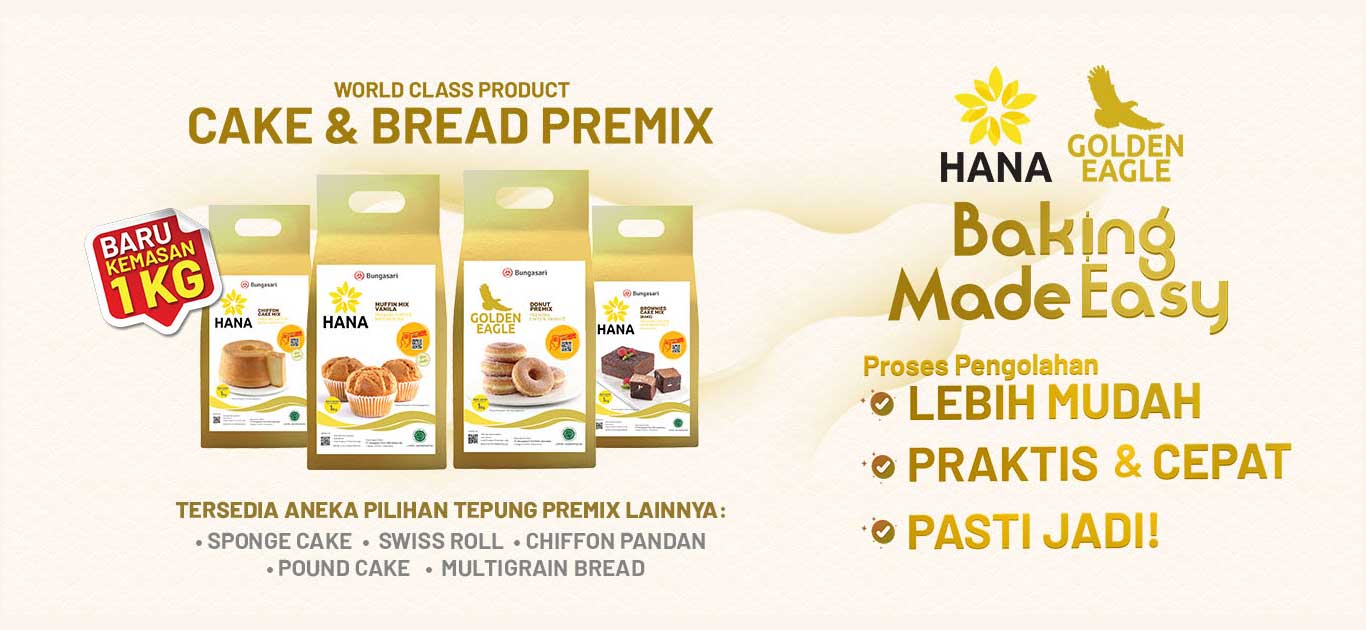 WORLD CLASS PRODUCT
CAKE & BREAD PREMIX
BARU
KEMASAN
1 KG
Bungasari
HANA
CHIFFON
CAKE MIX
Bungasari
HANA
MUFFIN MIX
VANILA
Bungasari
GOLDEN
EAGLE
DONUT
PREMIX
Bungasari
HANA
BROWNIES
CAKE MIX
TERSEDIA ANEKA PILIHAN TEPUNG PREMIX LAINNYA:
• SPONGE CAKE • SWISS ROLL • CHIFFON PANDAN
• POUND CAKE • MULTIGRAIN BREAD
HANA
GOLDEN
EAGLE
Baking
Made Easy
Proses Pengolahan
LEBIH MUDAH
PRAKTIS & CEPAT
PASTI JADI!